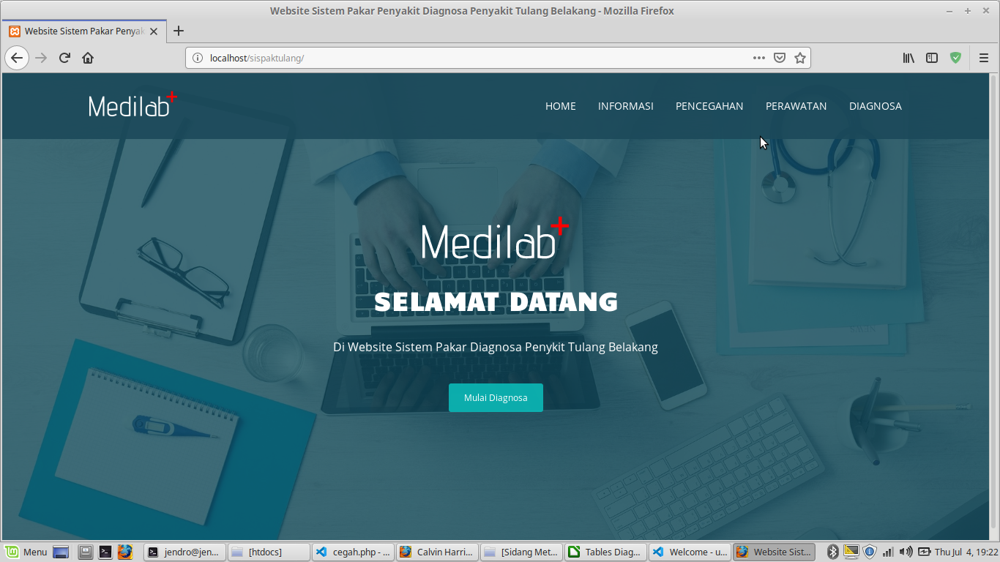 Website Sistem Pakar Penyakit Diagnosa Penyakit Tulang Belakang - Mozilla Firefox
Website Sistem Pakar Penyak
localhost/sispaktulang/
Medilab+
HOME INFORMASI PENCEGAHAN PERAWATAN DIAGNOSA
Medilab+
SELAMAT DATANG
Di Website Sistem Pakar Diagnosa Penykit Tulang Belakang
Mulai Diagnosa
Menu jendro@jen... [htdocs] cegah.php - ... Calvin Harri... [Sidang Met... Tables Diag... Welcome - u... Website Sist... Thu Jul 4, 19:22